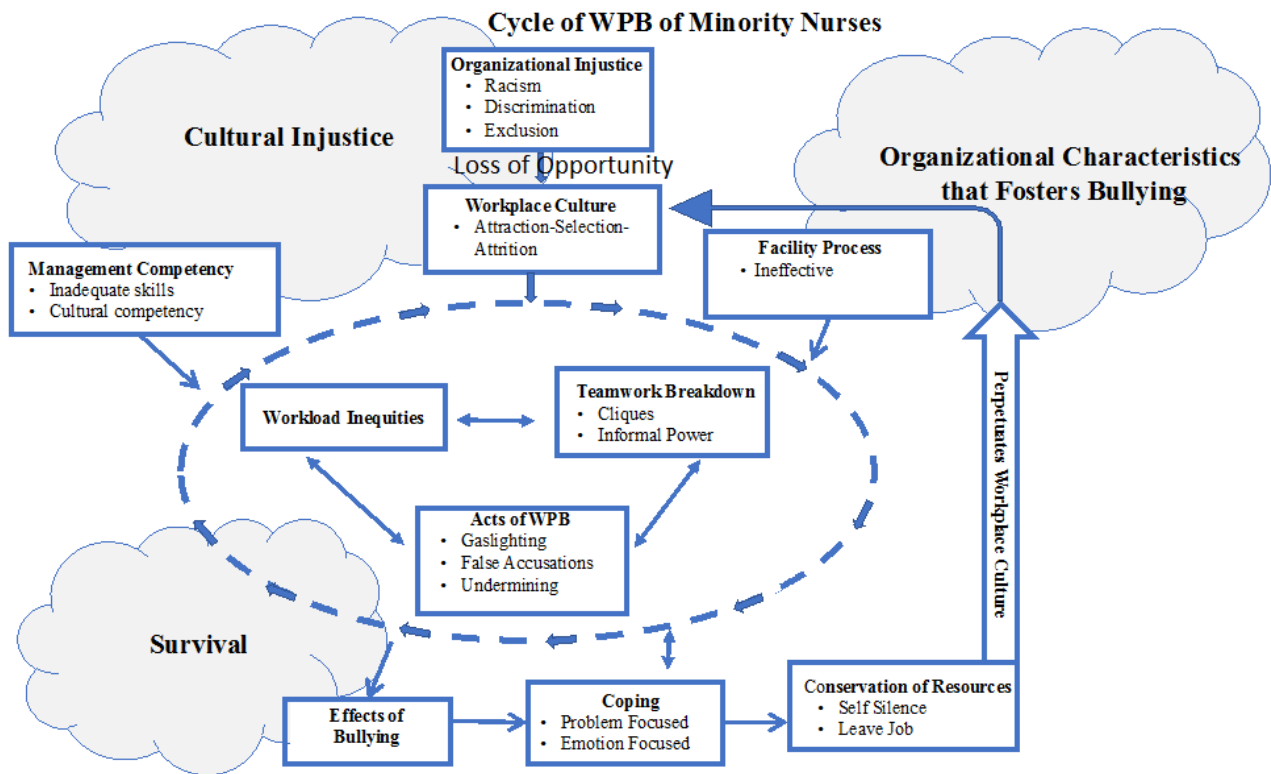 Cycle of WPB of Minority Nurses
Organizational Injustice
• Racism
• Discrimination
• Exclusion
Cultural Injustice
Organizational Characteristics
that Fosters Bullying
Loss of Opportunity
Workplace Culture
• Attraction-Selection-
Attrition
Management Competency
• Inadequate skills
• Cultural competency
Facility Process
• Ineffective
Workload Inequities
Teamwork Breakdown
• Cliques
• Informal Power
Acts of WPB
• Gaslighting
• False Accusations
• Undermining
Perpetuates Workplace Culture
Survival
Effects of
Bullying
Coping
• Problem Focused
• Emotion Focused
Conservation of Resources
• Self Silence
• Leave Job